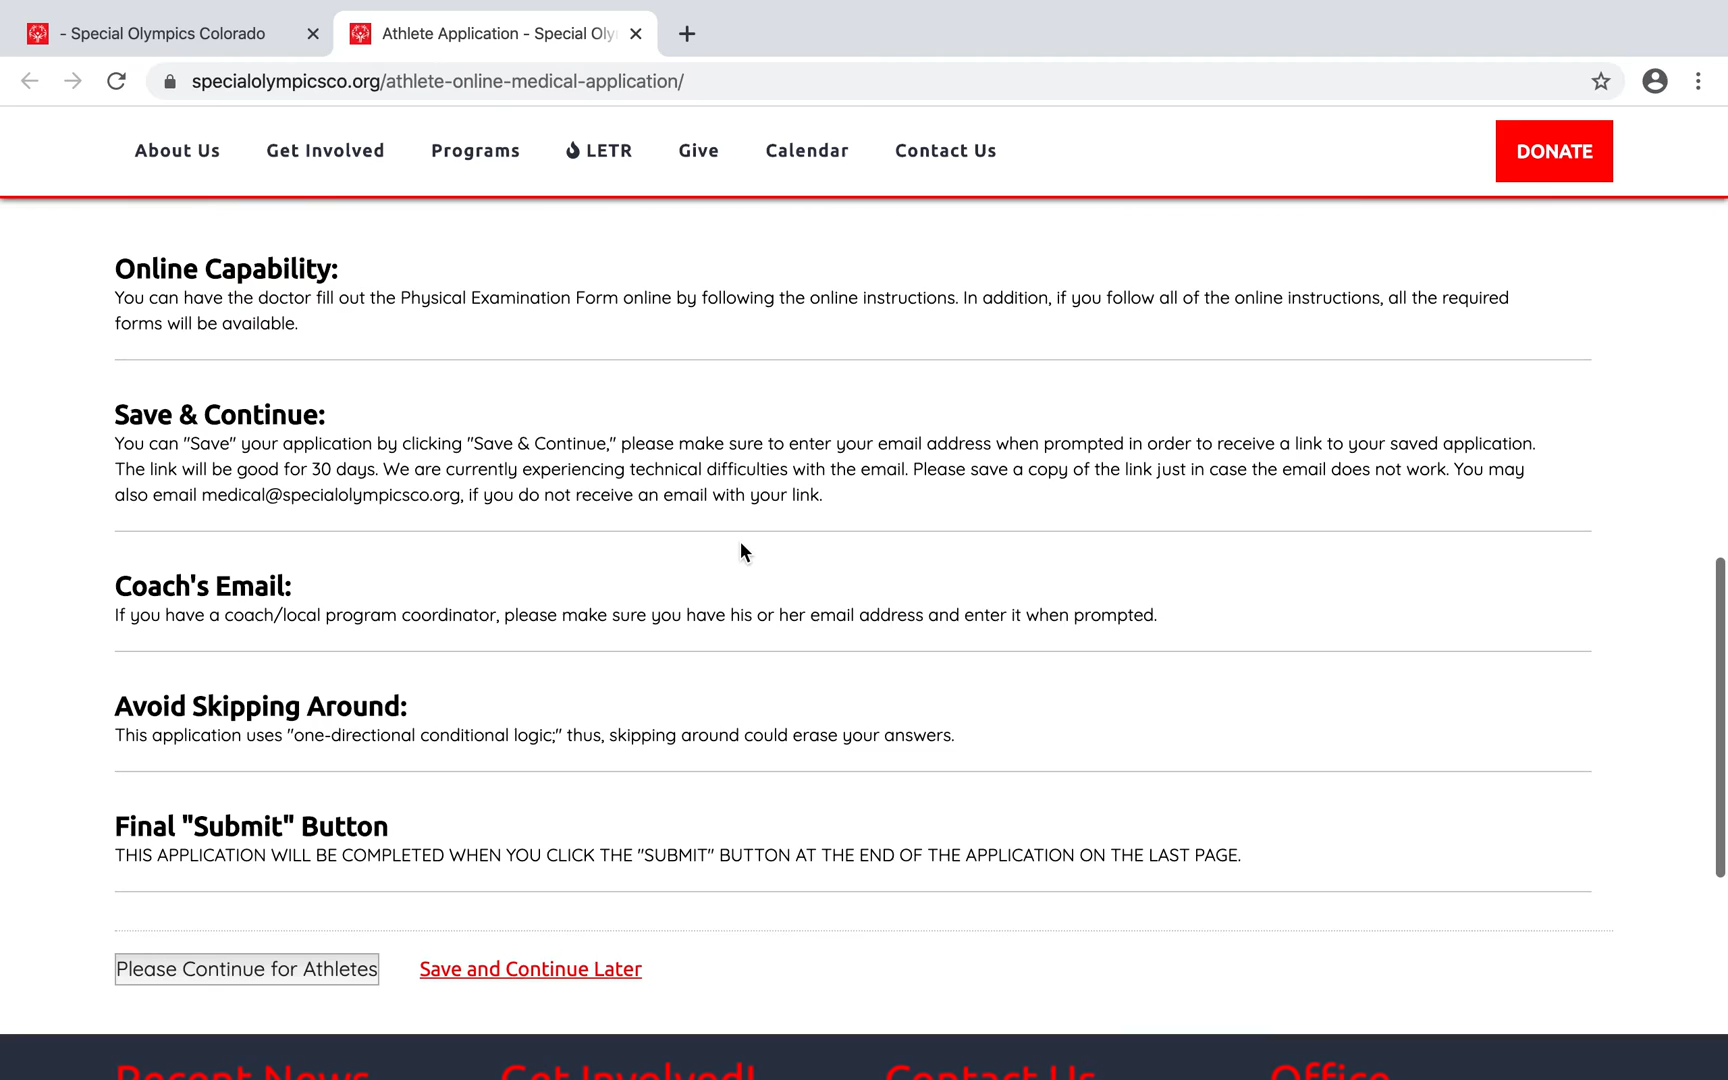 - Special Olympics Colorado
Athlete Application - Special Oly
specialolympicsco.org/athlete-online-medical-application/
About Us Get Involved Programs LETR Give Calendar Contact Us DONATE
Online Capability:
You can have the doctor fill out the Physical Examination Form online by following the online instructions. In addition, if you follow all of the online instructions, all the required
forms will be available.
Save & Continue:
You can "Save" your application by clicking "Save & Continue," please make sure to enter your email address when prompted in order to receive a link to your saved application.
The link will be good for 30 days. We are currently experiencing technical difficulties with the email. Please save a copy of the link just in case the email does not work. You may
also email medical@specialolympicsco.org, if you do not receive an email with your link.
Coach's Email:
If you have a coach/local program coordinator, please make sure you have his or her email address and enter it when prompted.
Avoid Skipping Around:
This application uses "one-directional conditional logic;" thus, skipping around could erase your answers.
Final "Submit" Button
THIS APPLICATION WILL BE COMPLETED WHEN YOU CLICK THE "SUBMIT" BUTTON AT THE END OF THE APPLICATION ON THE LAST PAGE.
Please Continue for Athletes Save and Continue Later
Recent News Get Involved! Contact Us Office